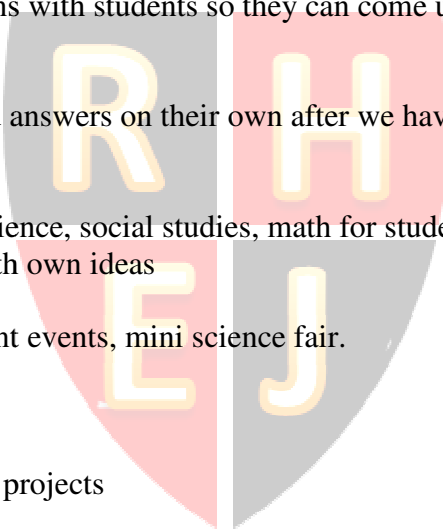 ns with students so they can come u
R H
answers on their own after we hav
ience, social studies, math for stude
th own ideas
E J
nt events, mini science fair.
projects